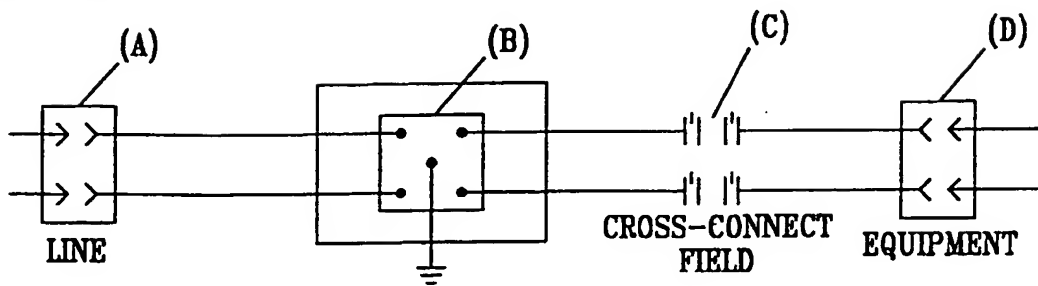 (A)
(B)
(C)
(D)
LINE
CROSS-CONNECT
FIELD
EQUIPMENT